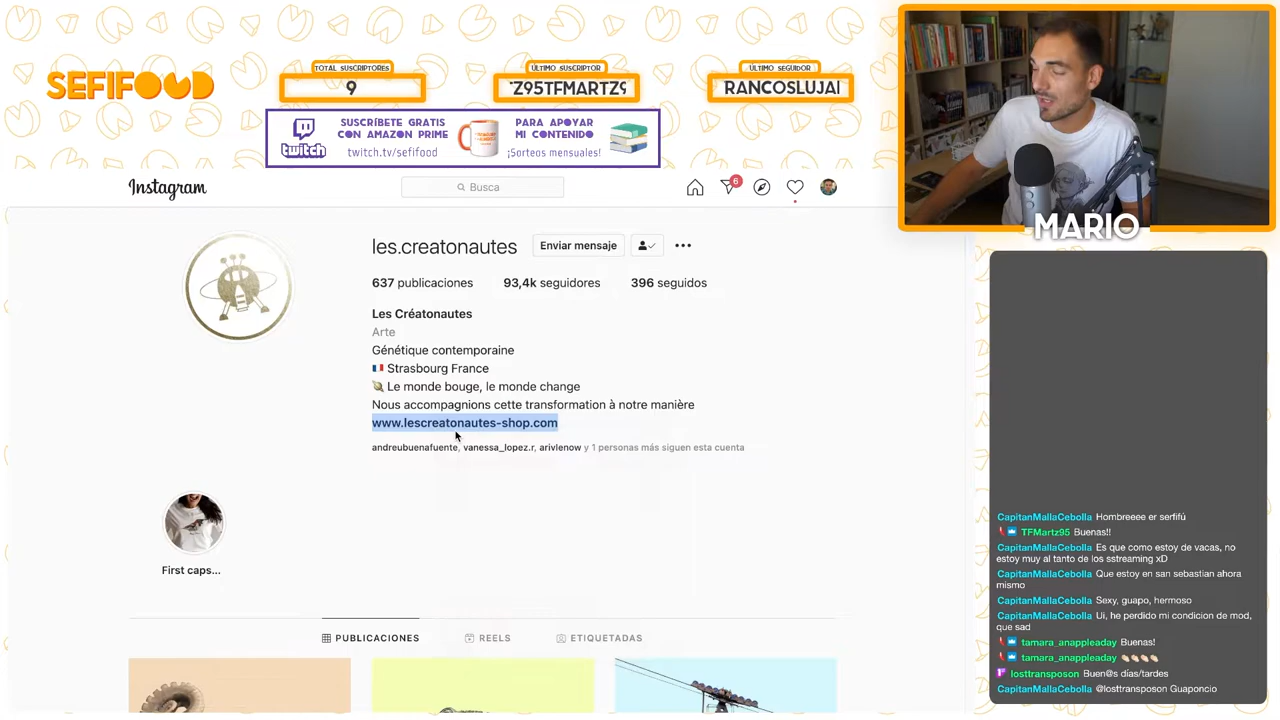 SEFIFOOD
TOTAL SUSCRIPTORES
9
ÚLTIMO SUSCRIPTOR
Z95TFMARTZ9
ÚLTIMO SEGUIDOR
RANCOSLUJAI
twitch
SUSCRÍBETE GRATIS
CON AMAZON PRIME
twitch.tv/sefifood
PARA APOYAR
MI CONTENIDO
¡Sorteos mensuales!
Instagram
Busca
6
MARIO
les.creatonautes
Enviar mensaje
637 publicaciones
93,4k seguidores
396 seguidos
Les Créatonautes
Arte
Génétique contemporaine
🇫🇷 Strasbourg France
Le monde bouge, le monde change
Nous accompagnions cette transformation à notre manière
www.lescreatonautes-shop.com
andreubuenafuente, vanessa_lopez.r, arivlenow y 1 personas más siguen esta cuenta
First caps...
PUBLICACIONES
REELS
ETIQUETADAS
CapitanMallaCebolla Hombreeee er serfifú
TFMartz95 Buenas!!
CapitanMallaCebolla Es que como estoy de vacas, no
estoy muy al tanto de los sstreaming xD
CapitanMallaCebolla Que estoy en san sebastian ahora
mismo
CapitanMallaCebolla Sexy, guapo, hermoso
CapitanMallaCebolla Ui, he perdido mi condicion de mod,
que sad
tamara_anappleaday Buenas!
tamara_anappleaday 👏🏻👏🏻👏🏻👏🏻
losttransposon Buen@s días/tardes
CapitanMallaCebolla @losttransposon Guaponcio